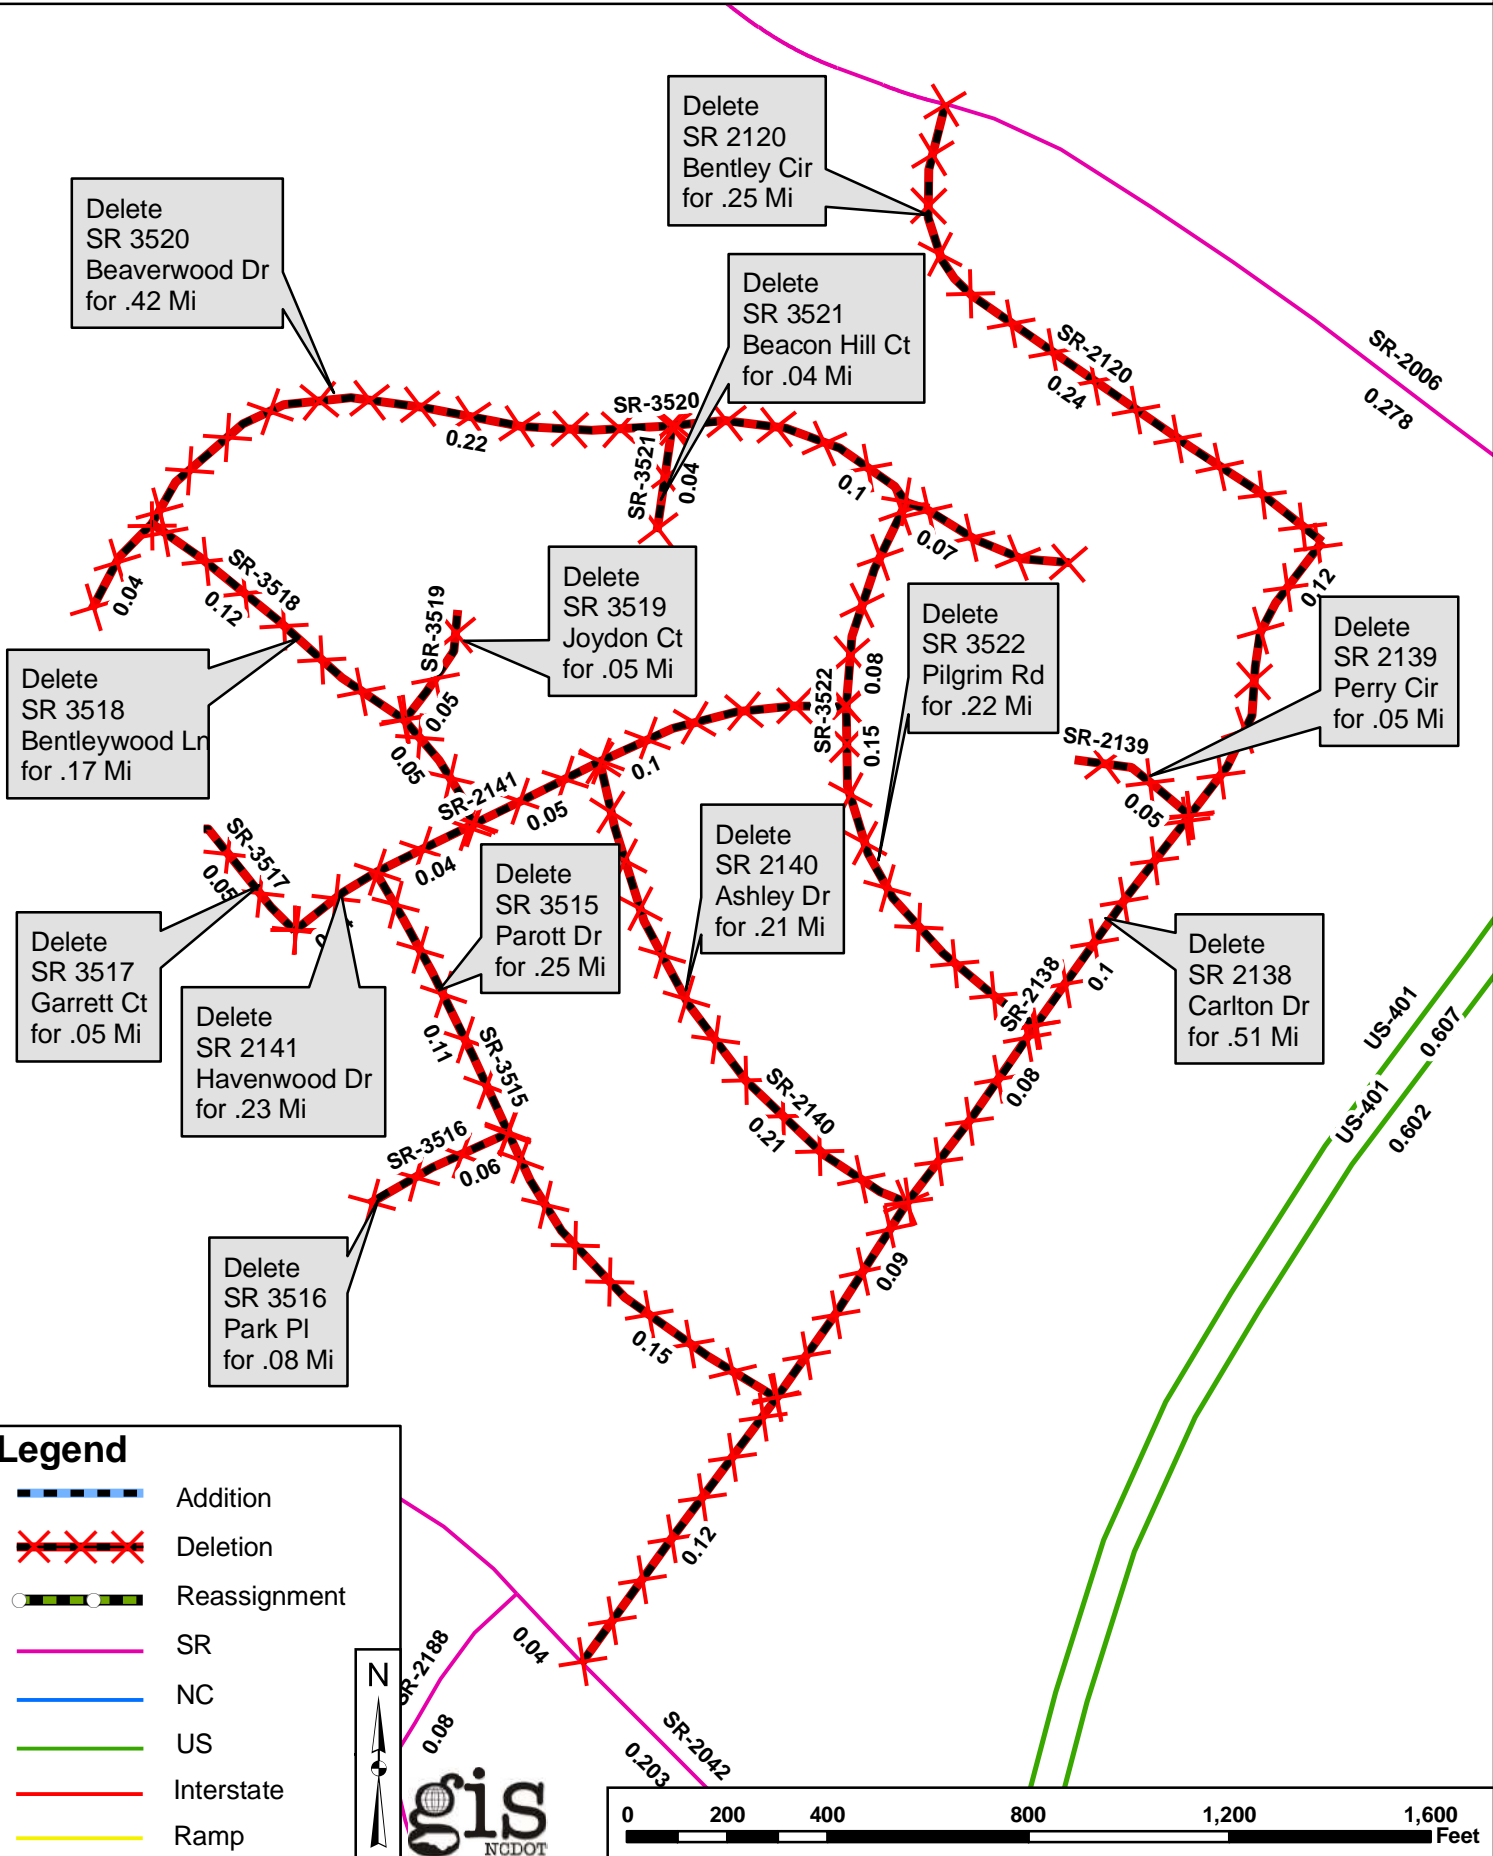 Delete
SR 2120
Bentley Cir
for .25 Mi
Delete
SR 3520
Beaverwood Dr
for .42 Mi
Delete
SR 3521
Beacon Hill Ct
for .04 Mi
SR-2006
0.278
SR-2120
0.24
SR-3520
0.22
SR-3521
0.04
0.1
0.07
0.12
0.04
SR-3518
0.12
SR-3519
0.05
Delete
SR 3519
Joydon Ct
for .05 Mi
Delete
SR 3522
Pilgrim Rd
for .22 Mi
Delete
SR 2139
Perry Cir
for .05 Mi
Delete
SR 3518
Bentleywood Ln
for .17 Mi
0.08
SR-3522
0.15
SR-2139
0.05
0.05
SR-2141
0.05
0.1
0.04
SR-3517
0.05
Delete
SR 2140
Ashley Dr
for .21 Mi
Delete
SR 3515
Parott Dr
for .25 Mi
Delete
SR 3517
Garrett Ct
for .05 Mi
Delete
SR 2141
Havenwood Dr
for .23 Mi
Delete
SR 2138
Carlton Dr
for .51 Mi
SR-2138
0.1
0.08
US-401
0.607
US-401
0.602
0.11
SR-3515
SR-3516
0.06
SR-2140
0.21
0.09
Delete
SR 3516
Park Pl
for .08 Mi
0.15
0.12
Legend
Addition
Deletion
Reassignment
SR
NC
US
Interstate
Ramp
N
SR-2188
0.08
0.04
SR-2042
0.203
gis
NCDOT
0 200 400 800 1,200 1,600
Feet